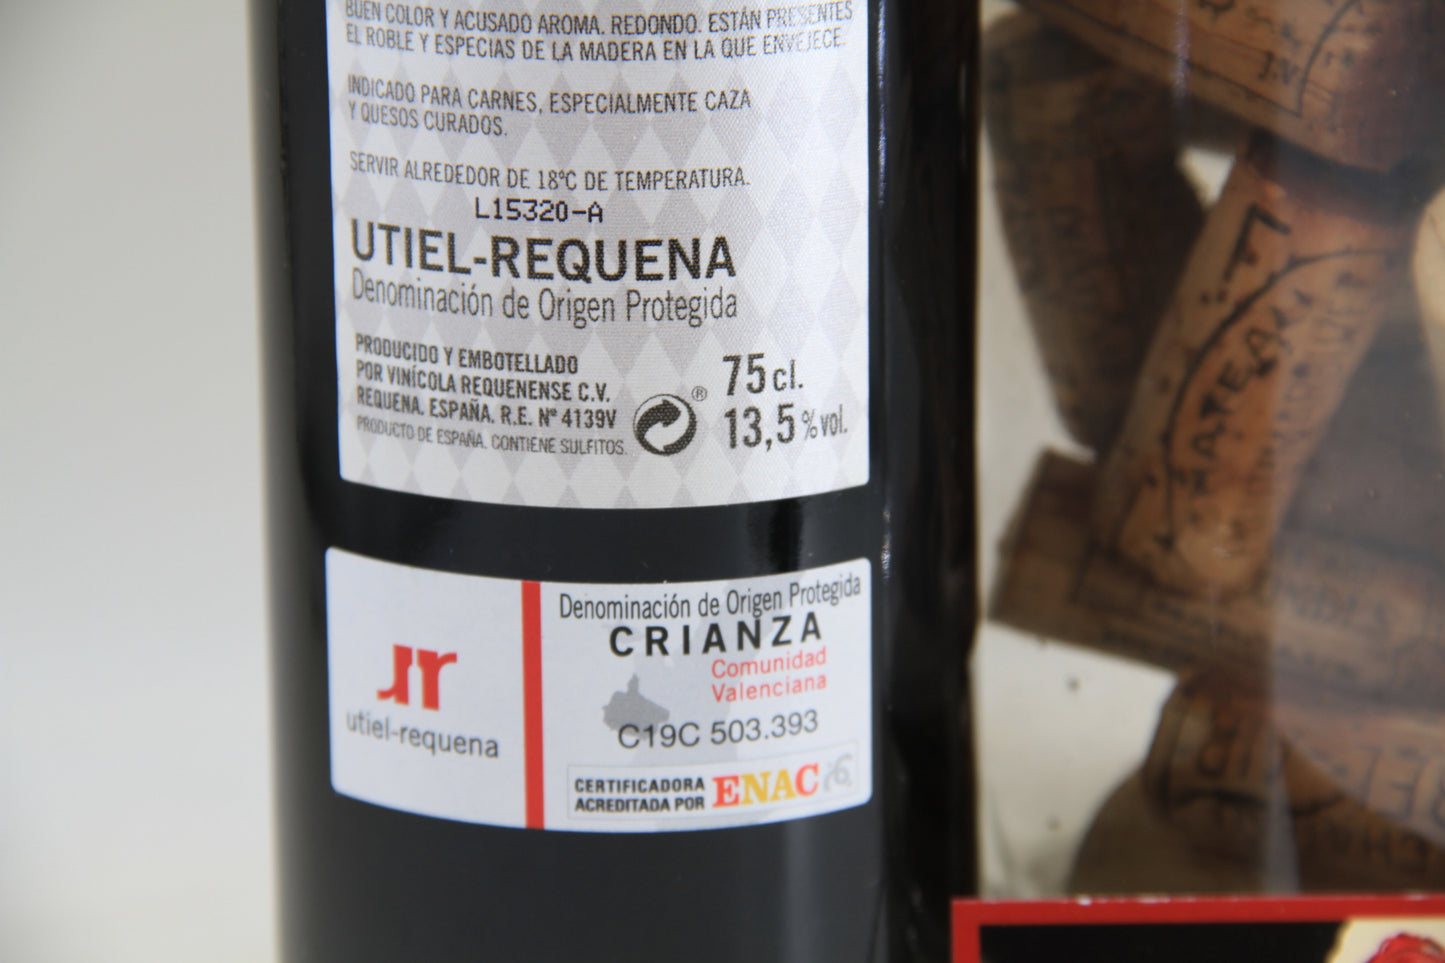 BUEN COLOR Y ACUSADO AROMA. REDONDO. ESTÁN PRESENTES
EL ROBLE Y ESPECIAS DE LA MADERA EN LA QUE ENVEJECE.
INDICADO PARA CARNES, ESPECIALMENTE CAZA
Y QUESOS CURADOS.
SERVIR ALREDEDOR DE 18ºC DE TEMPERATURA.
L15320-A
UTIEL-REQUENA
Denominación de Origen Protegida
PRODUCIDO Y EMBOTELLADO
POR VINÍCOLA REQUENENSE C.V.
REQUENA. ESPAÑA. R.E. Nº 4139V
PRODUCTO DE ESPAÑA. CONTIENE SULFITOS.
®
75 cl.
13,5 % vol.
utiel-requena
Denominación de Origen Protegida
CRIANZA
Comunidad
Valenciana
C19C 503.393
CERTIFICADORA
ACREDITADA POR ENAC